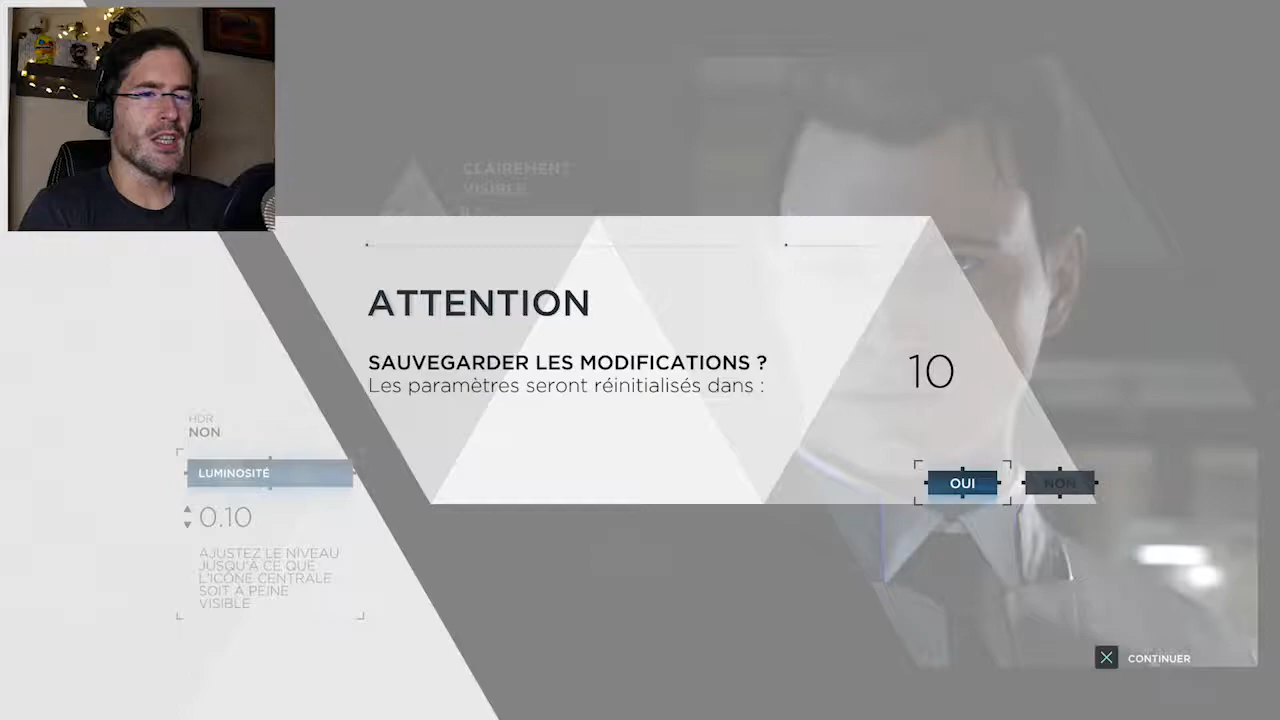 CLAIREMENT
VISIBLE
ATTENTION
SAUVEGARDER LES MODIFICATIONS ?
Les paramètres seront réinitialisés dans :
10
HDR
NON
LUMINOSITÉ
0.10
AJUSTEZ LE NIVEAU
JUSQU'À CE QUE
L'ICÔNE CENTRALE
SOIT À PEINE
VISIBLE
OUI
NON
CONTINUER